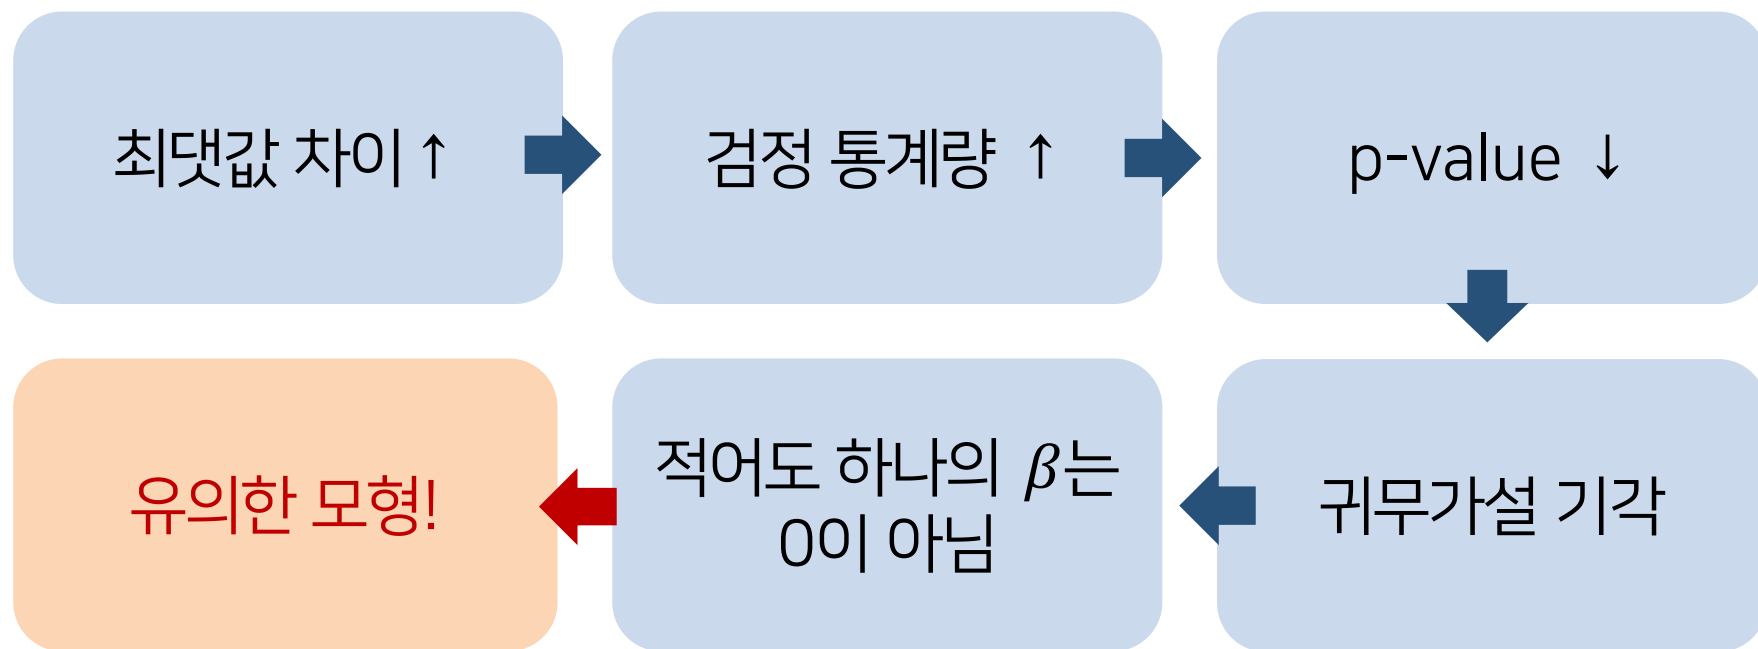 최댓값 차이 ↑
검정 통계량 ↑
p-value ↓
귀무가설 기각
적어도 하나의 β는
0이 아님
유의한 모형!